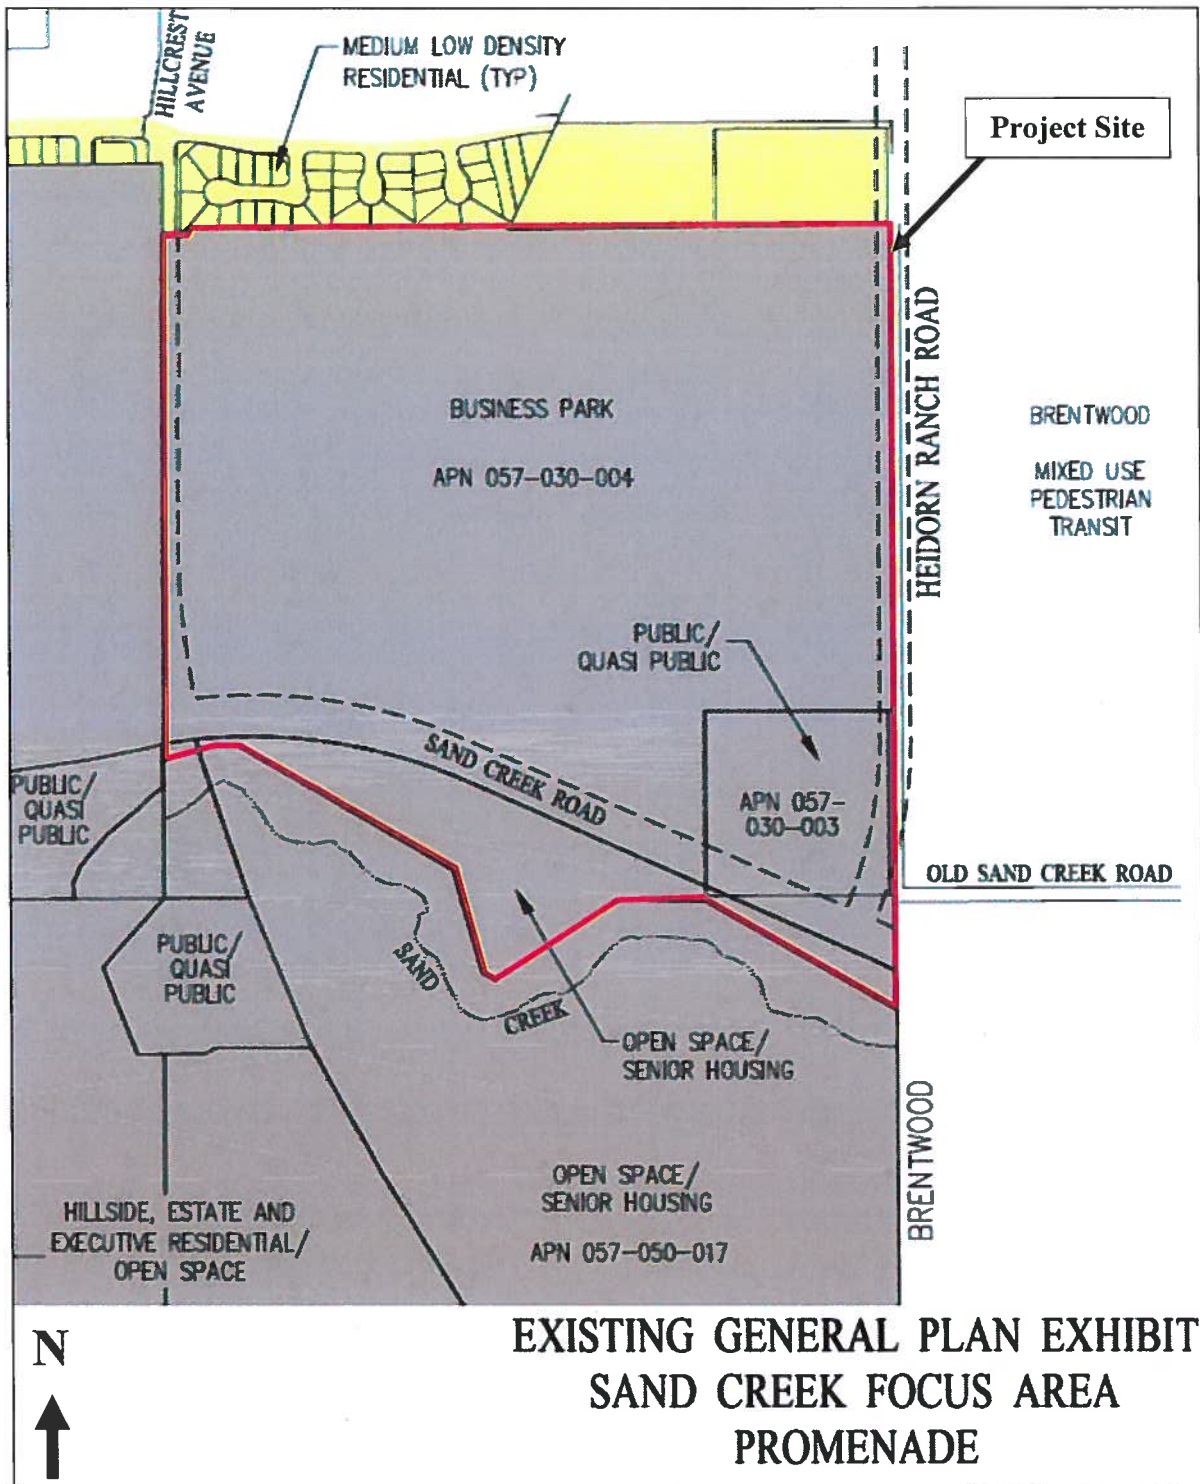 HILLCREST
AVENUE
MEDIUM LOW DENSITY
RESIDENTIAL (TYP)
Project Site
HEIDORN RANCH ROAD
BUSINESS PARK
APN 057-030-004
BRENTWOOD
MIXED USE
PEDESTRIAN
TRANSIT
PUBLIC/
QUASI PUBLIC
SAND CREEK ROAD
APN 057-
030-003
PUBLIC/
QUASI
PUBLIC
OLD SAND CREEK ROAD
PUBLIC/
QUASI
PUBLIC
SAND
CREEK
OPEN SPACE/
SENIOR HOUSING
BRENTWOOD
OPEN SPACE/
SENIOR HOUSING
APN 057-050-017
HILLSIDE, ESTATE AND
EXECUTIVE RESIDENTIAL/
OPEN SPACE
N
EXISTING GENERAL PLAN EXHIBIT
SAND CREEK FOCUS AREA
PROMENADE